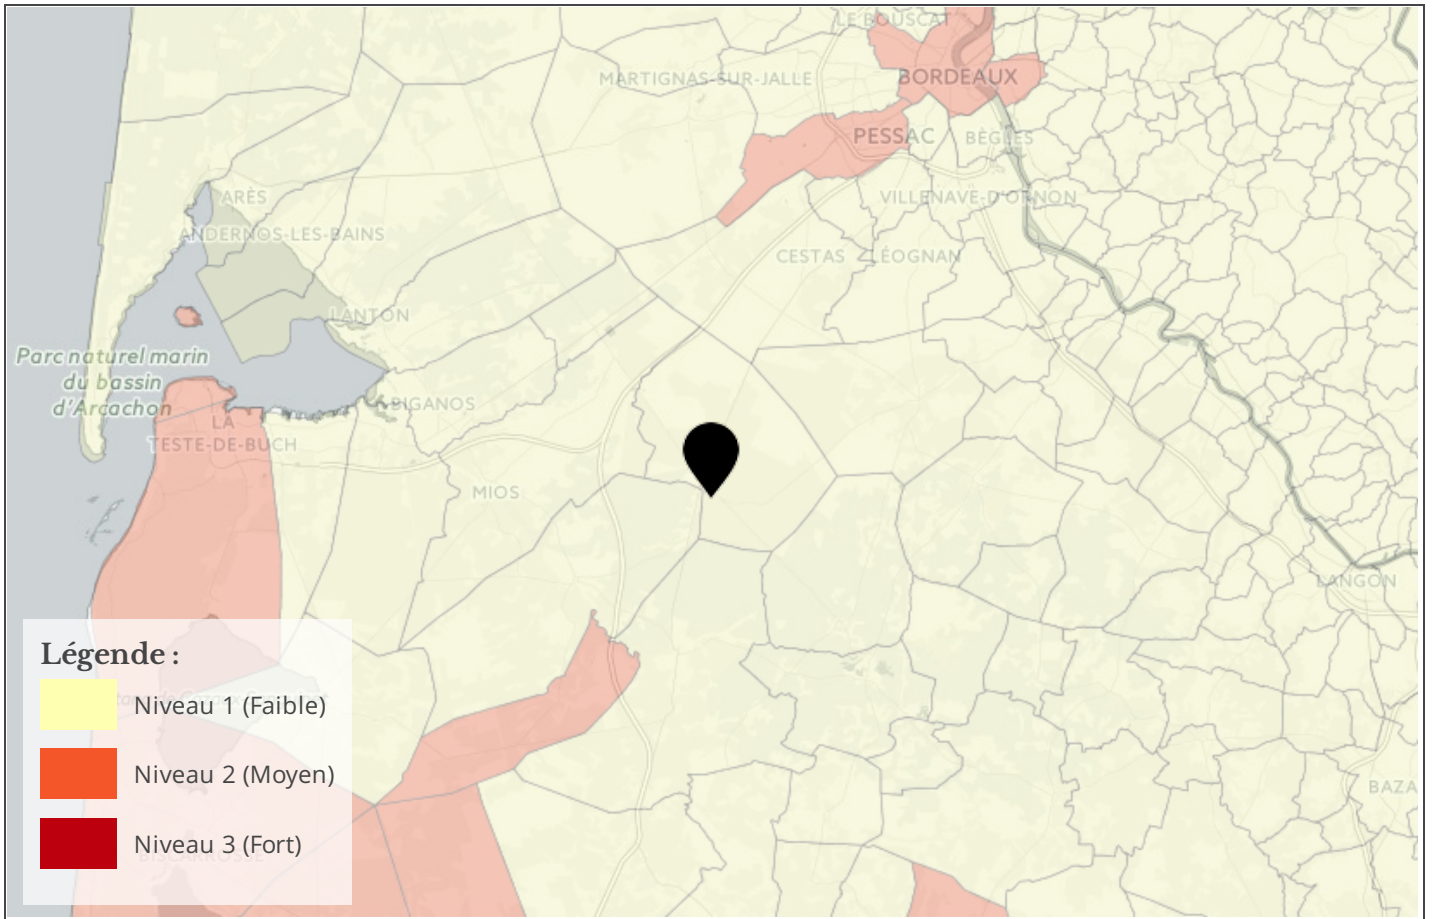 LE BOUSCAT
MARTIGNAS-SUR-JALLE
BORDEAUX
PESSAC
BÈGLES
ARÈS
VILLENAVE-D'ORNON
ANDERNOS-LES-BAINS
CESTAS
LÉOGNAN
LANTON
Parc naturel marin
du bassin
d'Arcachon
BIGANOS
LA
TESTE-DE-BUCH
MIOS
LANGON
Légende :
Niveau 1 (Faible)
Niveau 2 (Moyen)
BAZA
Niveau 3 (Fort)
BISCARROSSE